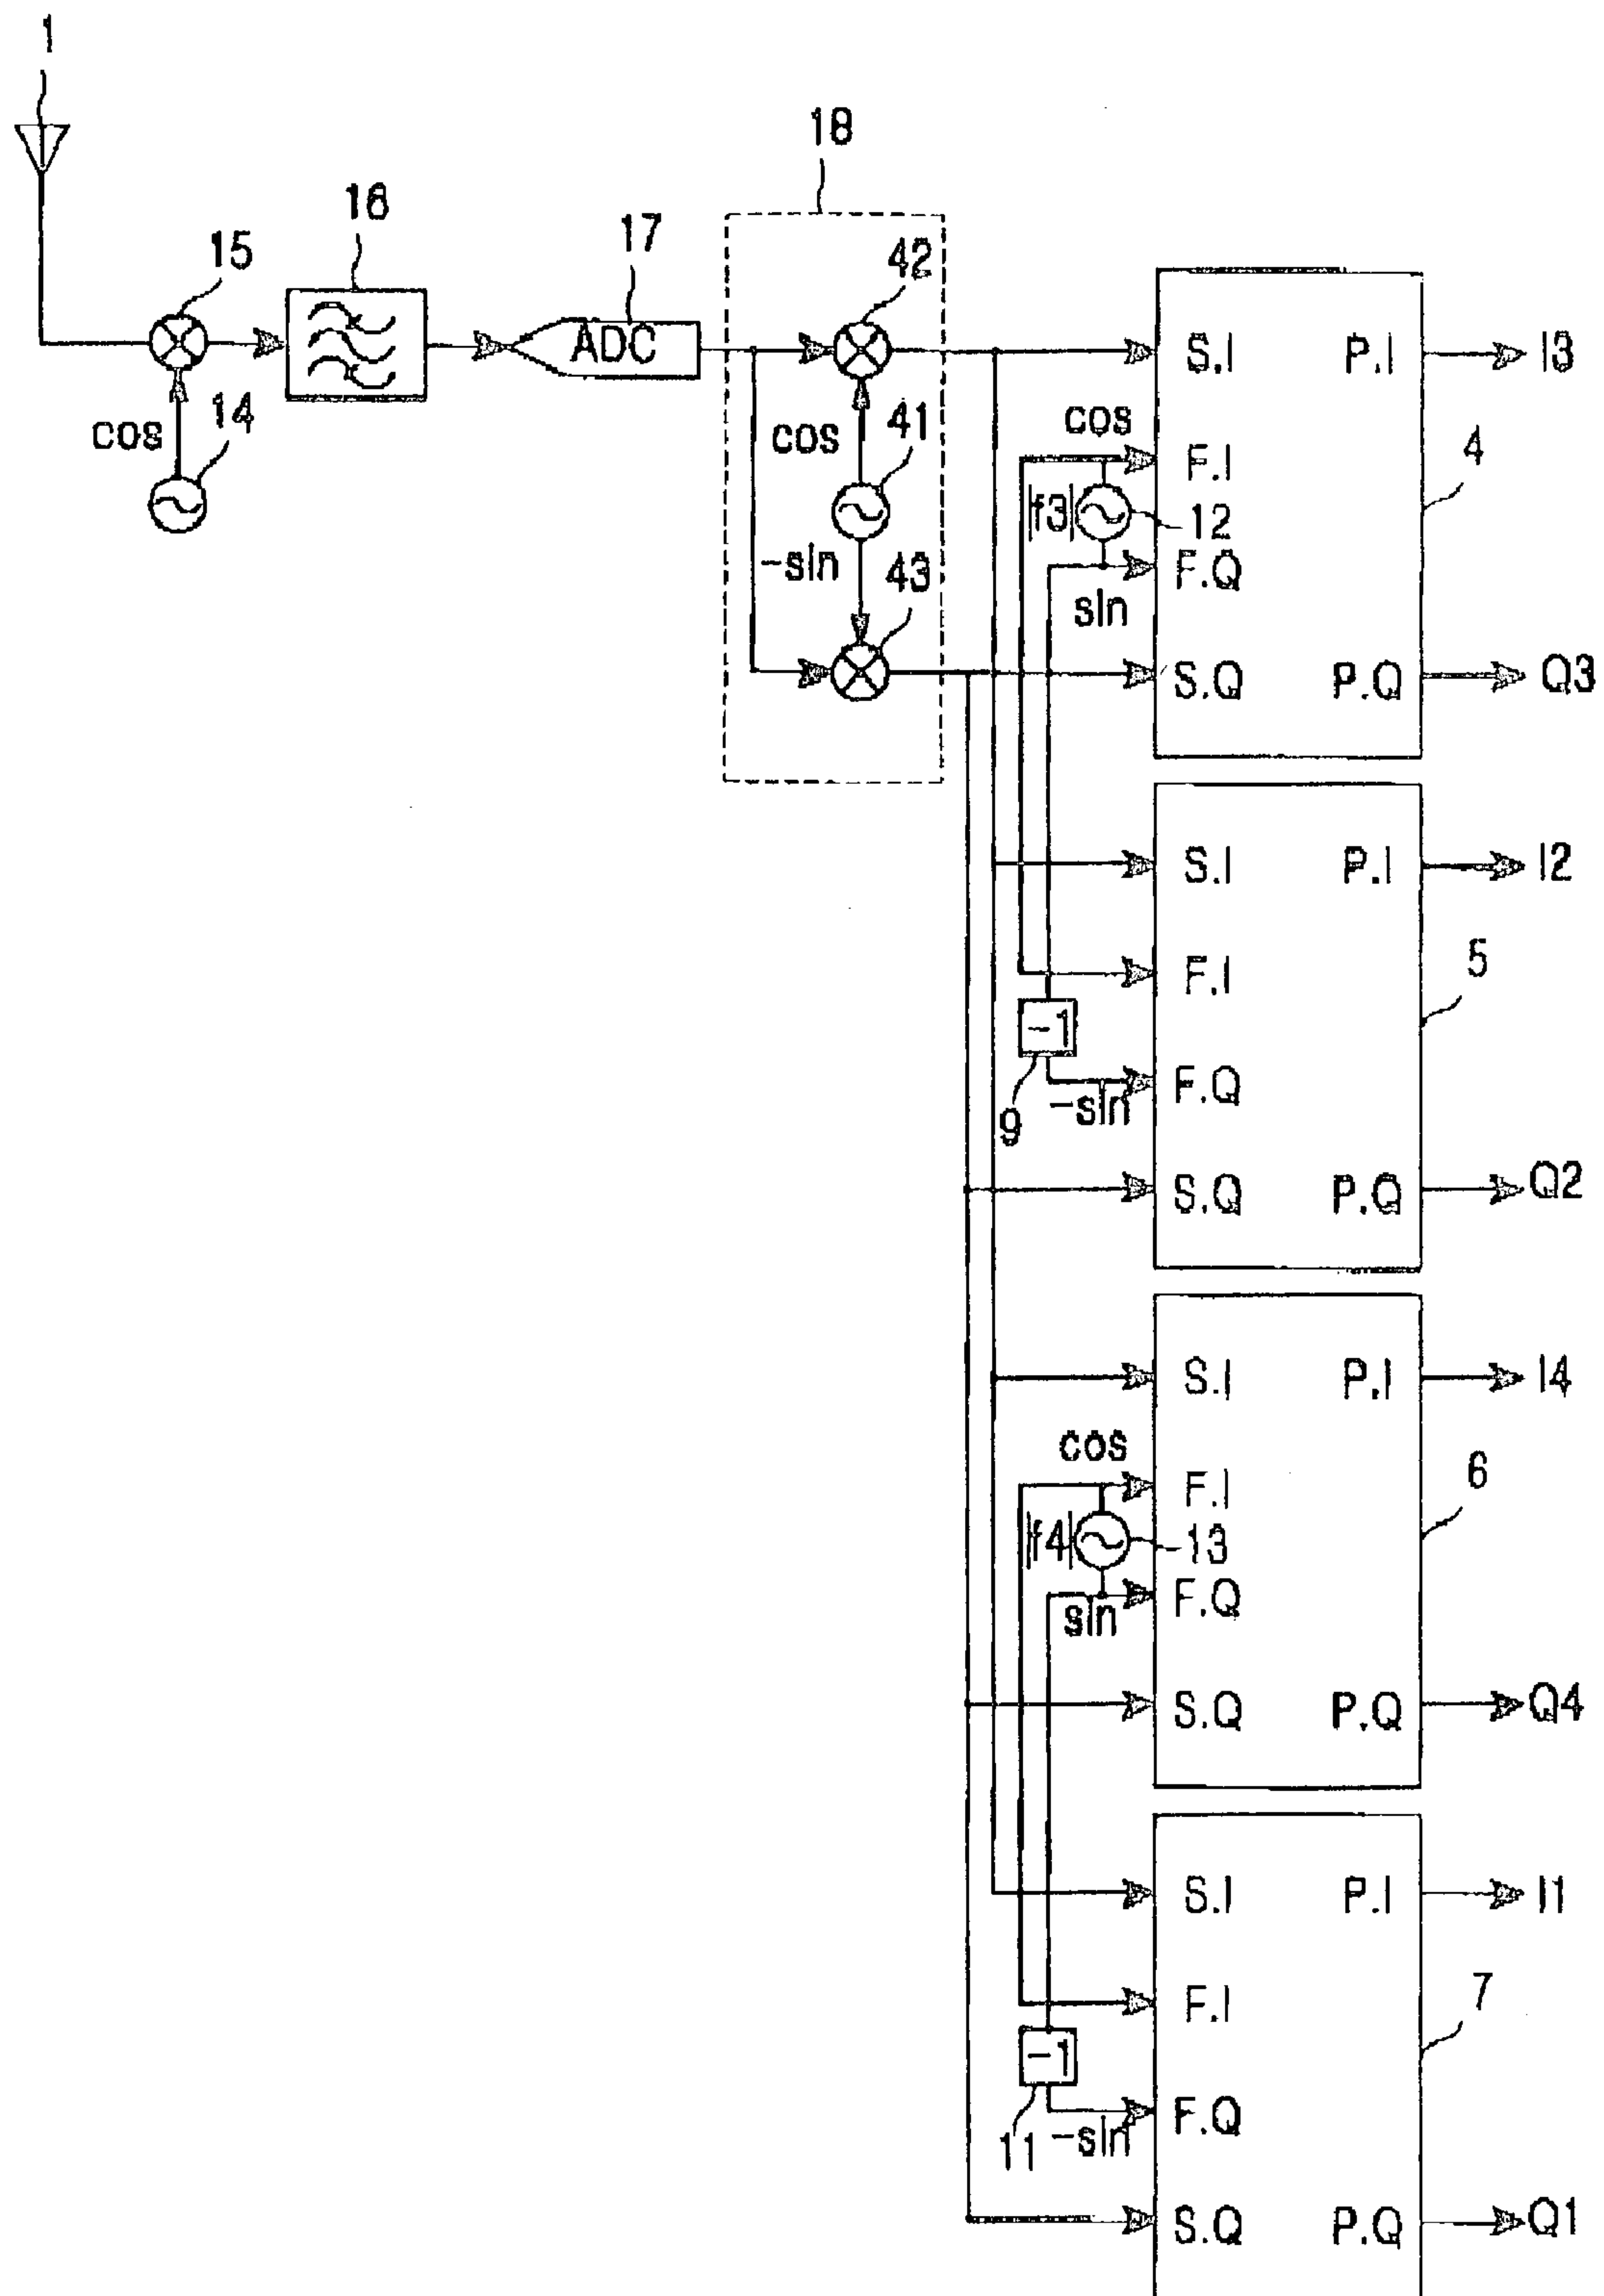 1
18
16
15
17
42
ADC
S.I P.I I3
cos 14
cos 41
cos
F.I
4
|f3| 12
-sin 43
F.Q
sin
S.Q P.Q Q3
S.I P.I I2
F.I
5
-1
9 -sin F.Q
S.Q P.Q Q2
S.I P.I I4
cos
F.I
6
|f4| 13
sin F.Q
S.Q P.Q Q4
S.I P.I I1
F.I
7
-1
11 -sin F.Q
S.Q P.Q Q1